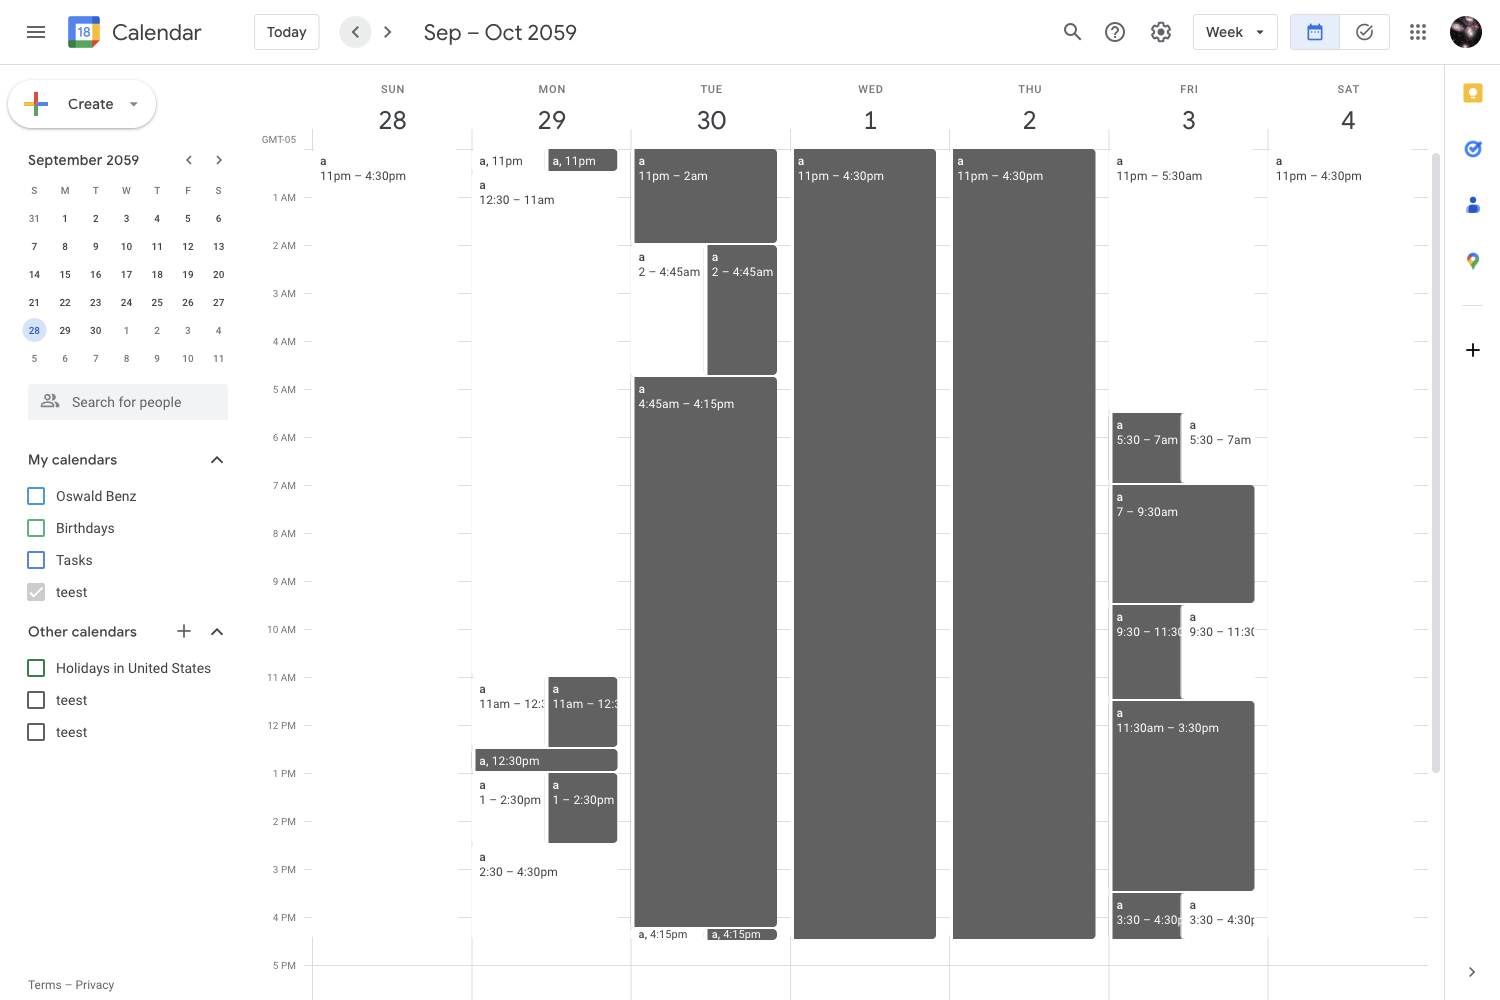 18 Calendar
Today
Sep – Oct 2059
Week
Create
September 2059
S M T W T F S
31 1 2 3 4 5 6
7 8 9 10 11 12 13
14 15 16 17 18 19 20
21 22 23 24 25 26 27
28 29 30 1 2 3 4
5 6 7 8 9 10 11
Search for people
My calendars
Oswald Benz
Birthdays
Tasks
teest
Other calendars
Holidays in United States
teest
teest
Terms – Privacy
GMT-05
SUN
28
MON
29
TUE
30
WED
1
THU
2
FRI
3
SAT
4
1 AM
2 AM
3 AM
4 AM
5 AM
6 AM
7 AM
8 AM
9 AM
10 AM
11 AM
12 PM
1 PM
2 PM
3 PM
4 PM
5 PM
a
11pm – 4:30pm
a, 11pm
a, 11pm
a
12:30 – 11am
a
11am – 12:3
a
11am – 12:3
a, 12:30pm
a
1 – 2:30pm
a
1 – 2:30pm
a
2:30 – 4:30pm
a
11pm – 2am
a
2 – 4:45am
a
2 – 4:45am
a
4:45am – 4:15pm
a, 4:15pm
a, 4:15pm
a
11pm – 4:30pm
a
11pm – 4:30pm
a
11pm – 5:30am
a
5:30 – 7am
a
5:30 – 7am
a
7 – 9:30am
a
9:30 – 11:30
a
9:30 – 11:30
a
11:30am – 3:30pm
a
3:30 – 4:30p
a
3:30 – 4:30p
a
11pm – 4:30pm